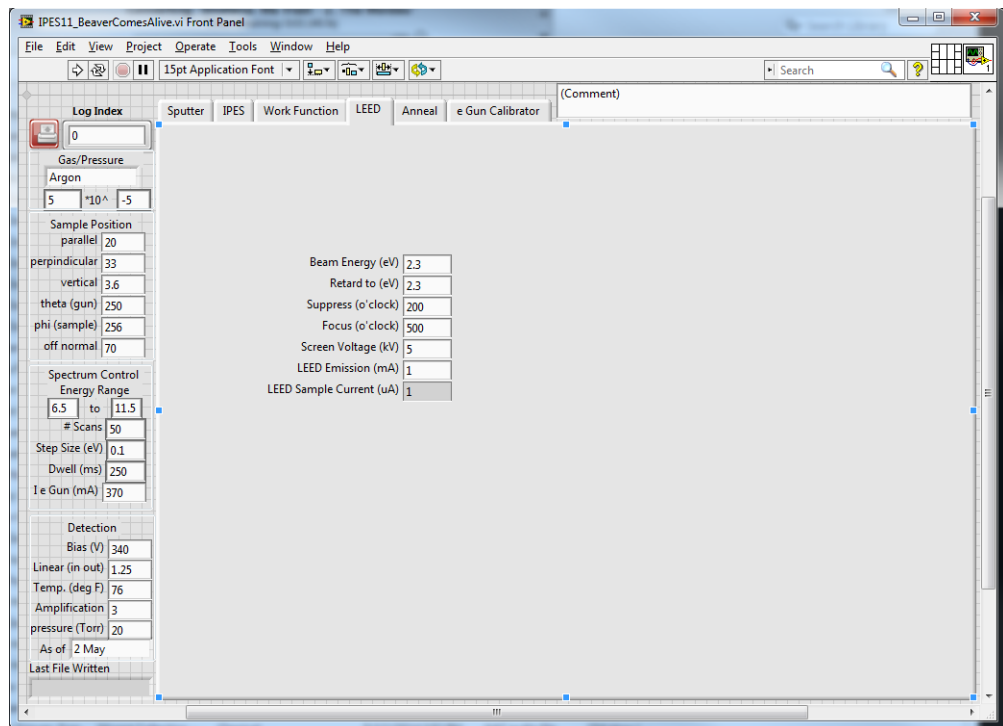 IPES11_BeaverComesAlive.vi Front Panel
File Edit View Project Operate Tools Window Help
15pt Application Font
Search
1
(Comment)
Sputter IPES Work Function LEED Anneal e Gun Calibrator
Log Index
0
Gas/Pressure
Argon
5 *10^ -5
Sample Position
parallel 20
perpindicular 33
vertical 3.6
theta (gun) 250
phi (sample) 256
off normal 70
Spectrum Control
Energy Range
6.5 to 11.5
# Scans 50
Step Size (eV) 0.1
Dwell (ms) 250
I e Gun (mA) 370
Detection
Bias (V) 340
Linear (in out) 1.25
Temp. (deg F) 76
Amplification 3
pressure (Torr) 20
As of 2 May
Last File Written
Beam Energy (eV) 2.3
Retard to (eV) 2.3
Suppress (o'clock) 200
Focus (o'clock) 500
Screen Voltage (kV) 5
LEED Emission (mA) 1
LEED Sample Current (uA) 1